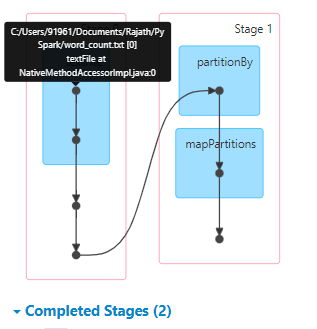 C:/Users/91961/Documents/Rajath/Py
Spark/word_count.txt [0]
textFile at
NativeMethodAccessorImpl.java:0
Stage 1
partitionBy
mapPartitions
Completed Stages (2)